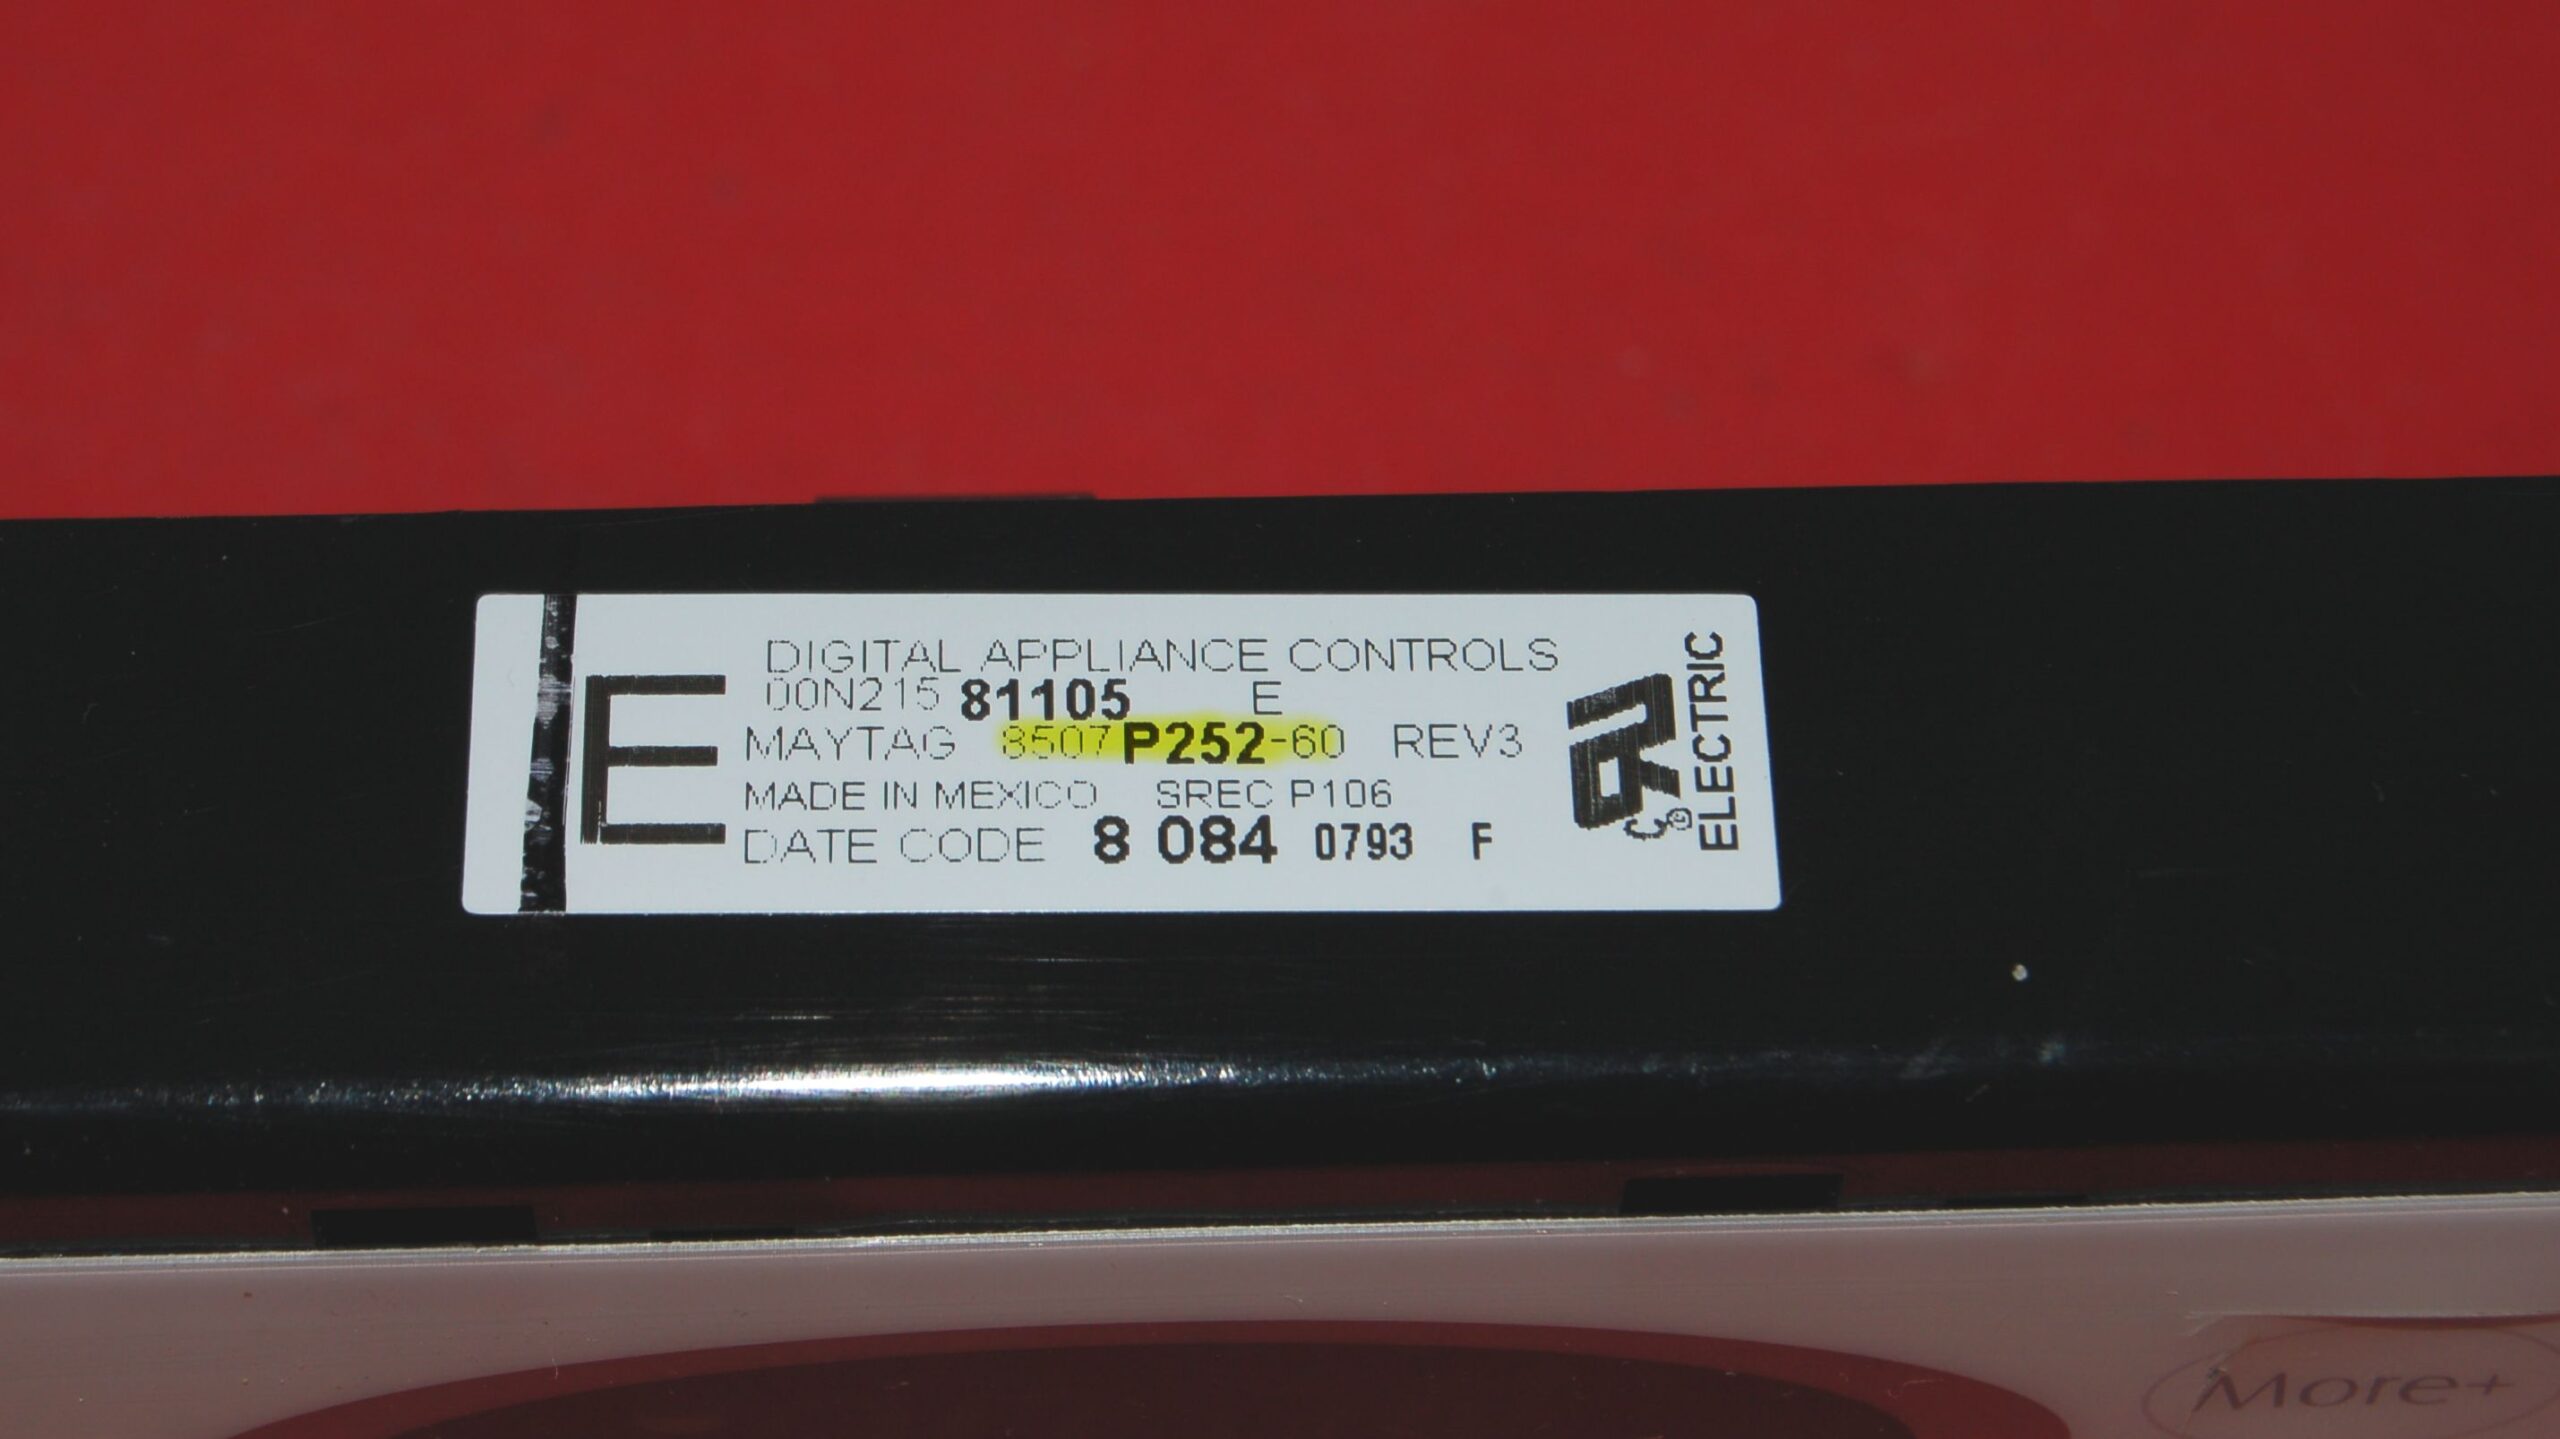 E
DIGITAL APPLIANCE CONTROLS
00N215 81105 E
MAYTAG 8507P252-60 REV3
MADE IN MEXICO SREC P106
DATE CODE 8 084 0793 F
ELECTRIC
More+